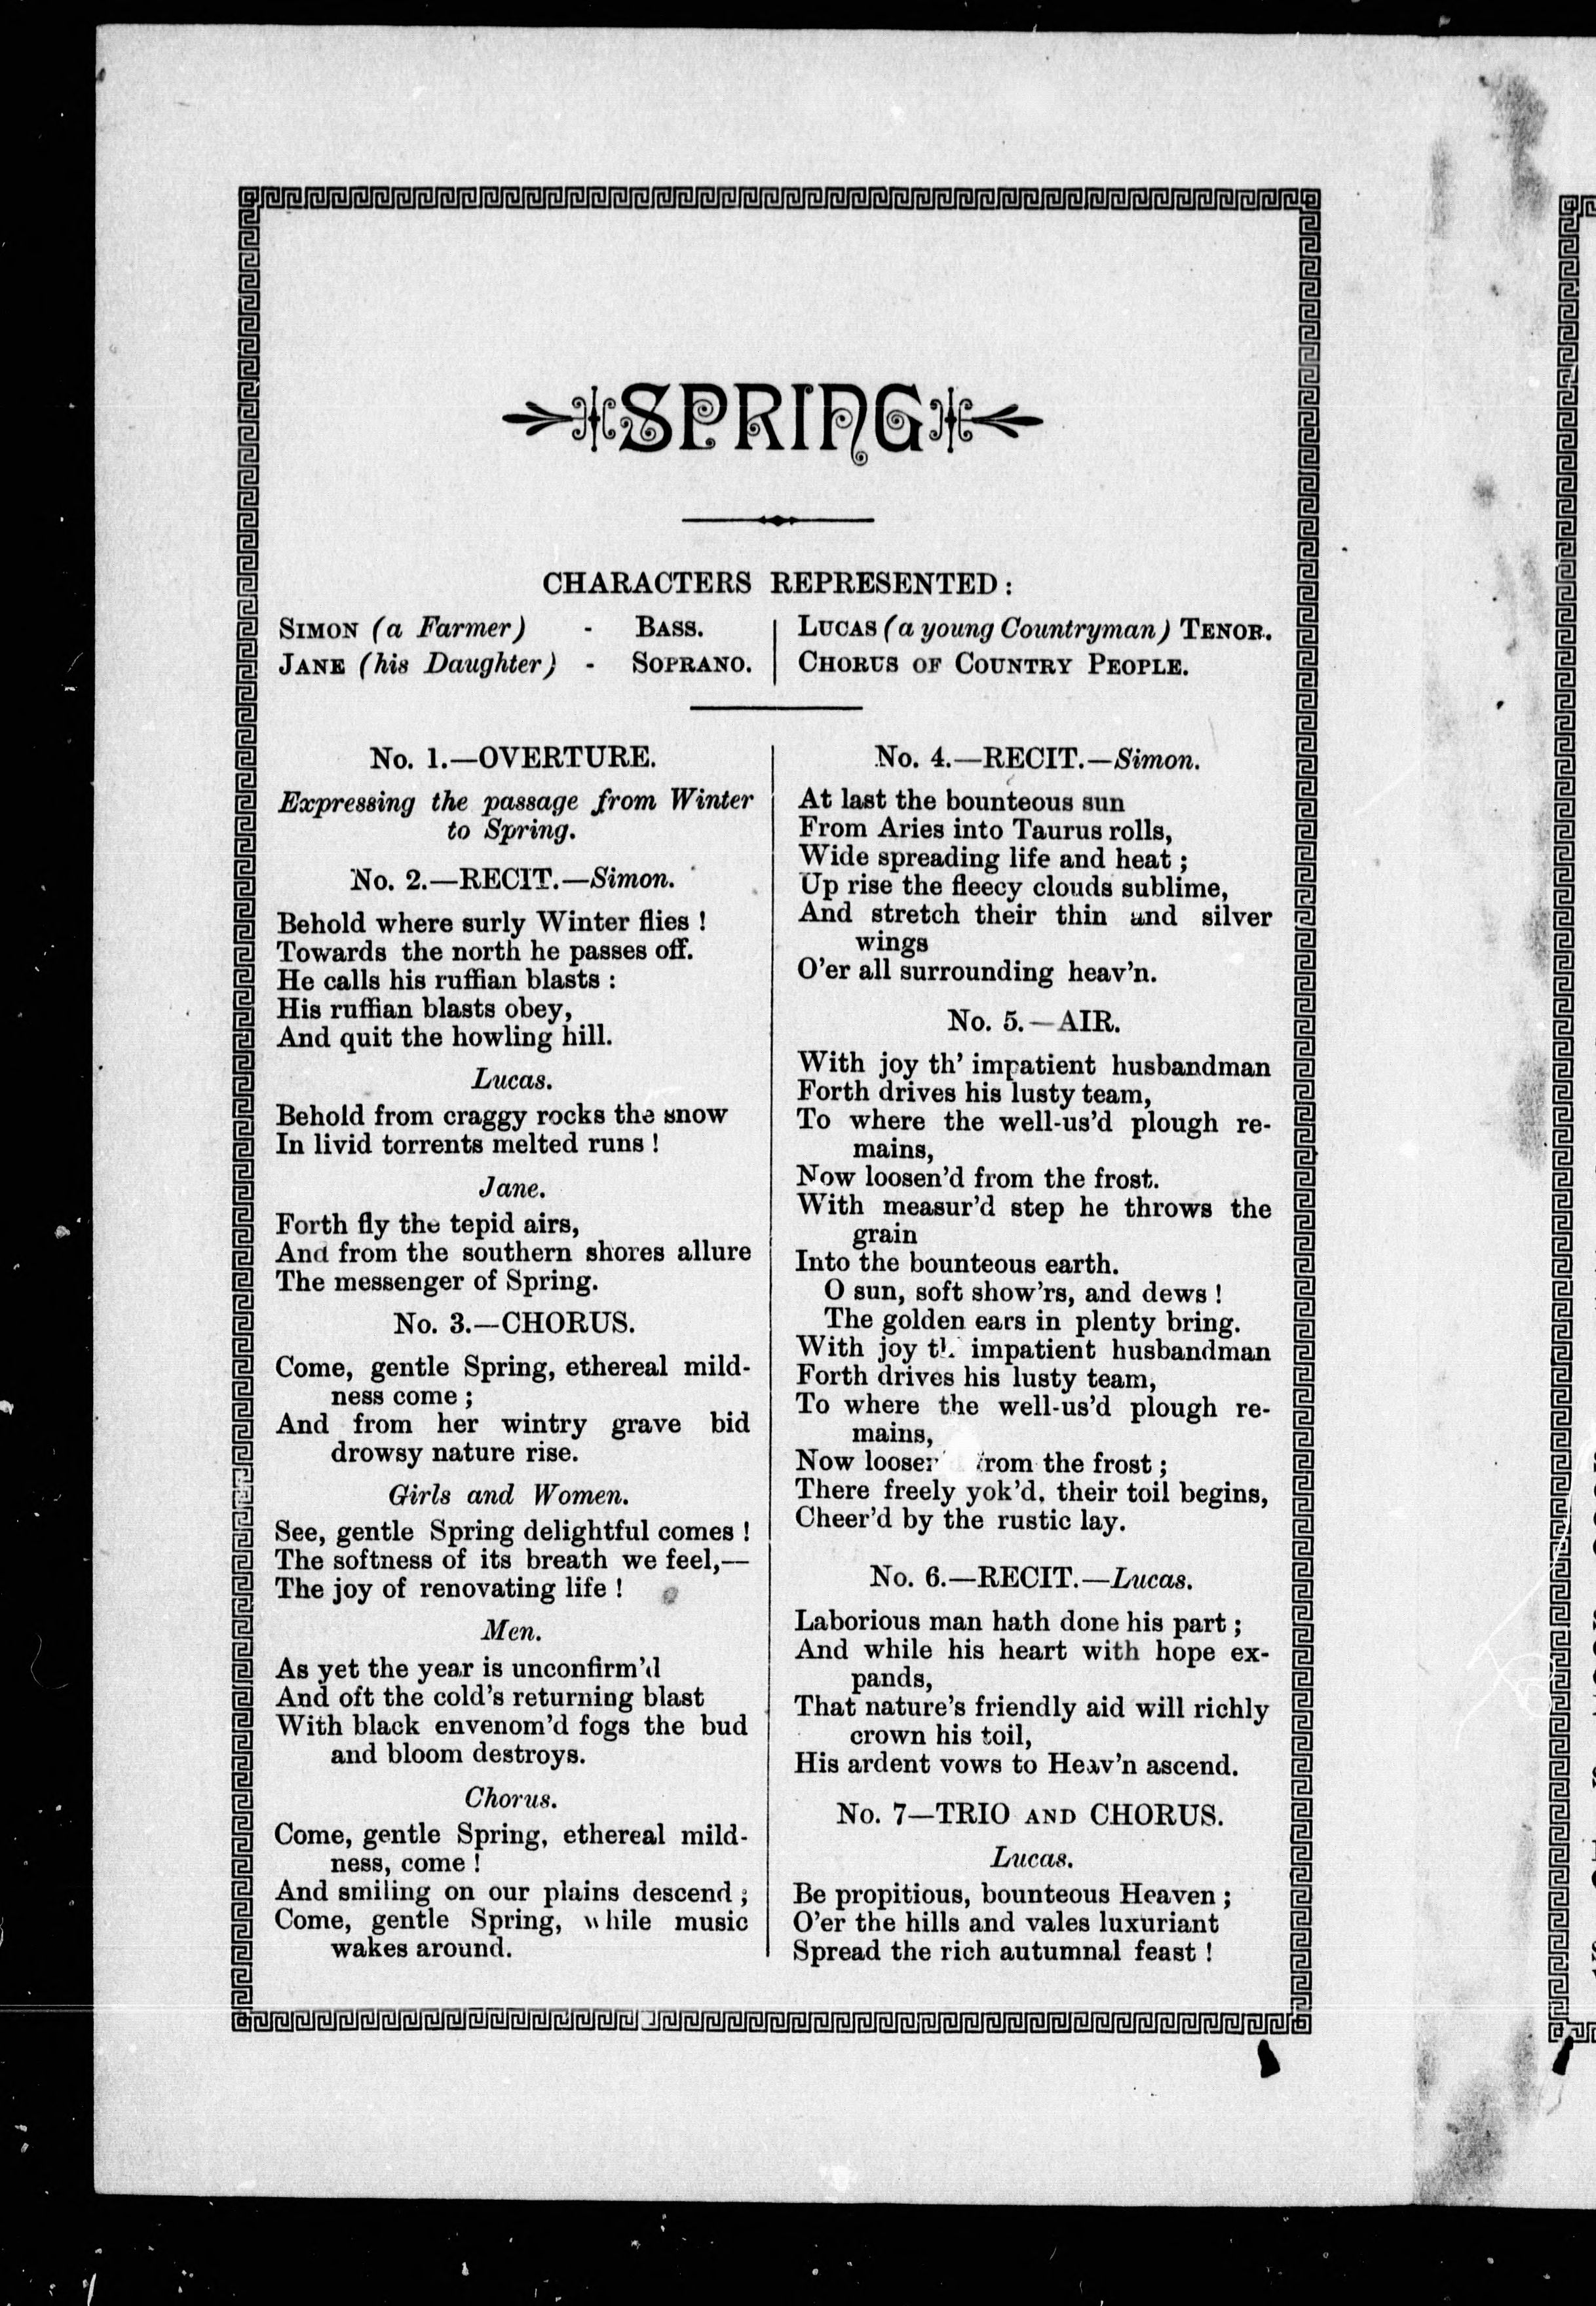 SPRING
CHARACTERS REPRESENTED:
SIMON (a Farmer) - BASS.
JANE (his Daughter) - SOPRANO.
LUCAS (a young Countryman) TENOR.
CHORUS OF COUNTRY PEOPLE.
No. 1.—OVERTURE.
Expressing the passage from Winter
to Spring.
No. 2.—RECIT.—Simon.
Behold where surly Winter flies !
Towards the north he passes off.
He calls his ruffian blasts :
His ruffian blasts obey,
And quit the howling hill.
Lucas.
Behold from craggy rocks the snow
In livid torrents melted runs !
Jane.
Forth fly the tepid airs,
And from the southern shores allure
The messenger of Spring.
No. 3.—CHORUS.
Come, gentle Spring, ethereal mild-
ness come ;
And from her wintry grave bid
drowsy nature rise.
Girls and Women.
See, gentle Spring delightful comes !
The softness of its breath we feel,—
The joy of renovating life !
Men.
As yet the year is unconfirm'd
And oft the cold's returning blast
With black envenom'd fogs the bud
and bloom destroys.
Chorus.
Come, gentle Spring, ethereal mild-
ness, come !
And smiling on our plains descend ;
Come, gentle Spring, while music
wakes around.
No. 4.—RECIT.—Simon.
At last the bounteous sun
From Aries into Taurus rolls,
Wide spreading life and heat ;
Up rise the fleecy clouds sublime,
And stretch their thin and silver
wings
O'er all surrounding heav'n.
No. 5.—AIR.
With joy th' impatient husbandman
Forth drives his lusty team,
To where the well-us'd plough re-
mains,
Now loosen'd from the frost.
With measur'd step he throws the
grain
Into the bounteous earth.
O sun, soft show'rs, and dews !
The golden ears in plenty bring.
With joy th' impatient husbandman
Forth drives his lusty team,
To where the well-us'd plough re-
mains,
Now loosen'd from the frost ;
There freely yok'd, their toil begins,
Cheer'd by the rustic lay.
No. 6.—RECIT.—Lucas.
Laborious man hath done his part ;
And while his heart with hope ex-
pands,
That nature's friendly aid will richly
crown his toil,
His ardent vows to Heav'n ascend.
No. 7—TRIO AND CHORUS.
Lucas.
Be propitious, bounteous Heaven ;
O'er the hills and vales luxuriant
Spread the rich autumnal feast !